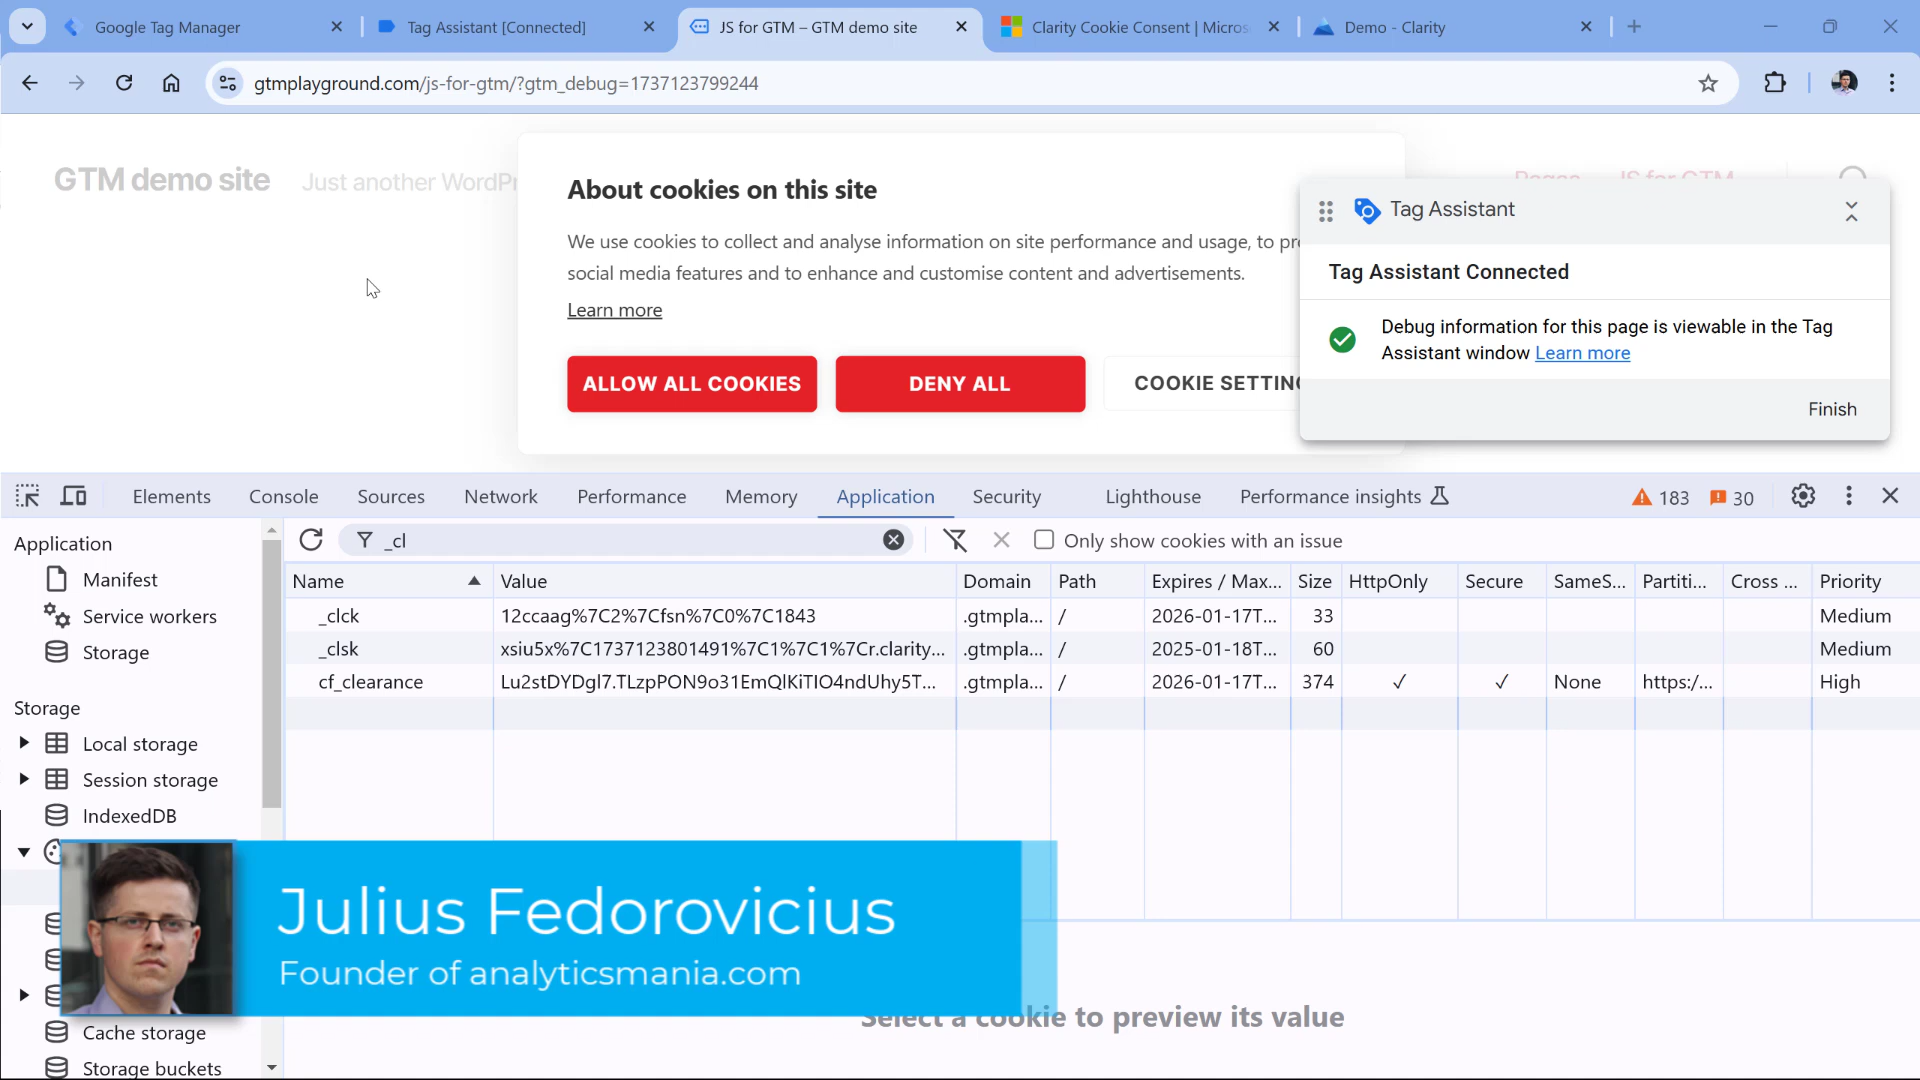 Google Tag Manager
Tag Assistant [Connected]
JS for GTM – GTM demo site
Clarity Cookie Consent | Micros
Demo - Clarity
gtmplayground.com/js-for-gtm/?gtm_debug=1737123799244
GTM demo site
Just another WordPr
Pages
JS for GTM
About cookies on this site
We use cookies to collect and analyse information on site performance and usage, to pr
social media features and to enhance and customise content and advertisements.
Learn more
ALLOW ALL COOKIES
DENY ALL
COOKIE SETTING
Tag Assistant
Tag Assistant Connected
Debug information for this page is viewable in the Tag
Assistant window Learn more
Finish
Elements
Console
Sources
Network
Performance
Memory
Application
Security
Lighthouse
Performance insights
183
30
Application
Manifest
Service workers
Storage
Storage
Local storage
Session storage
IndexedDB
Cache storage
Storage buckets
_cl
Only show cookies with an issue
Name Value Domain Path Expires / Max... Size HttpOnly Secure SameS... Partiti... Cross ... Priority
_clck 12ccaag%7C2%7Cfsn%7C0%7C1843 .gtmpla... / 2026-01-17T... 33 Medium
_clsk xsiu5x%7C1737123801491%7C1%7C1%7Cr.clarity... .gtmpla... / 2025-01-18T... 60 Medium
cf_clearance Lu2stDYDgl7.TLzpPON9o31EmQlKiTIO4ndUhy5T... .gtmpla... / 2026-01-17T... 374 ✓ ✓ None https:/... High
Julius Fedorovicius
Founder of analyticsmania.com
Select a cookie to preview its value